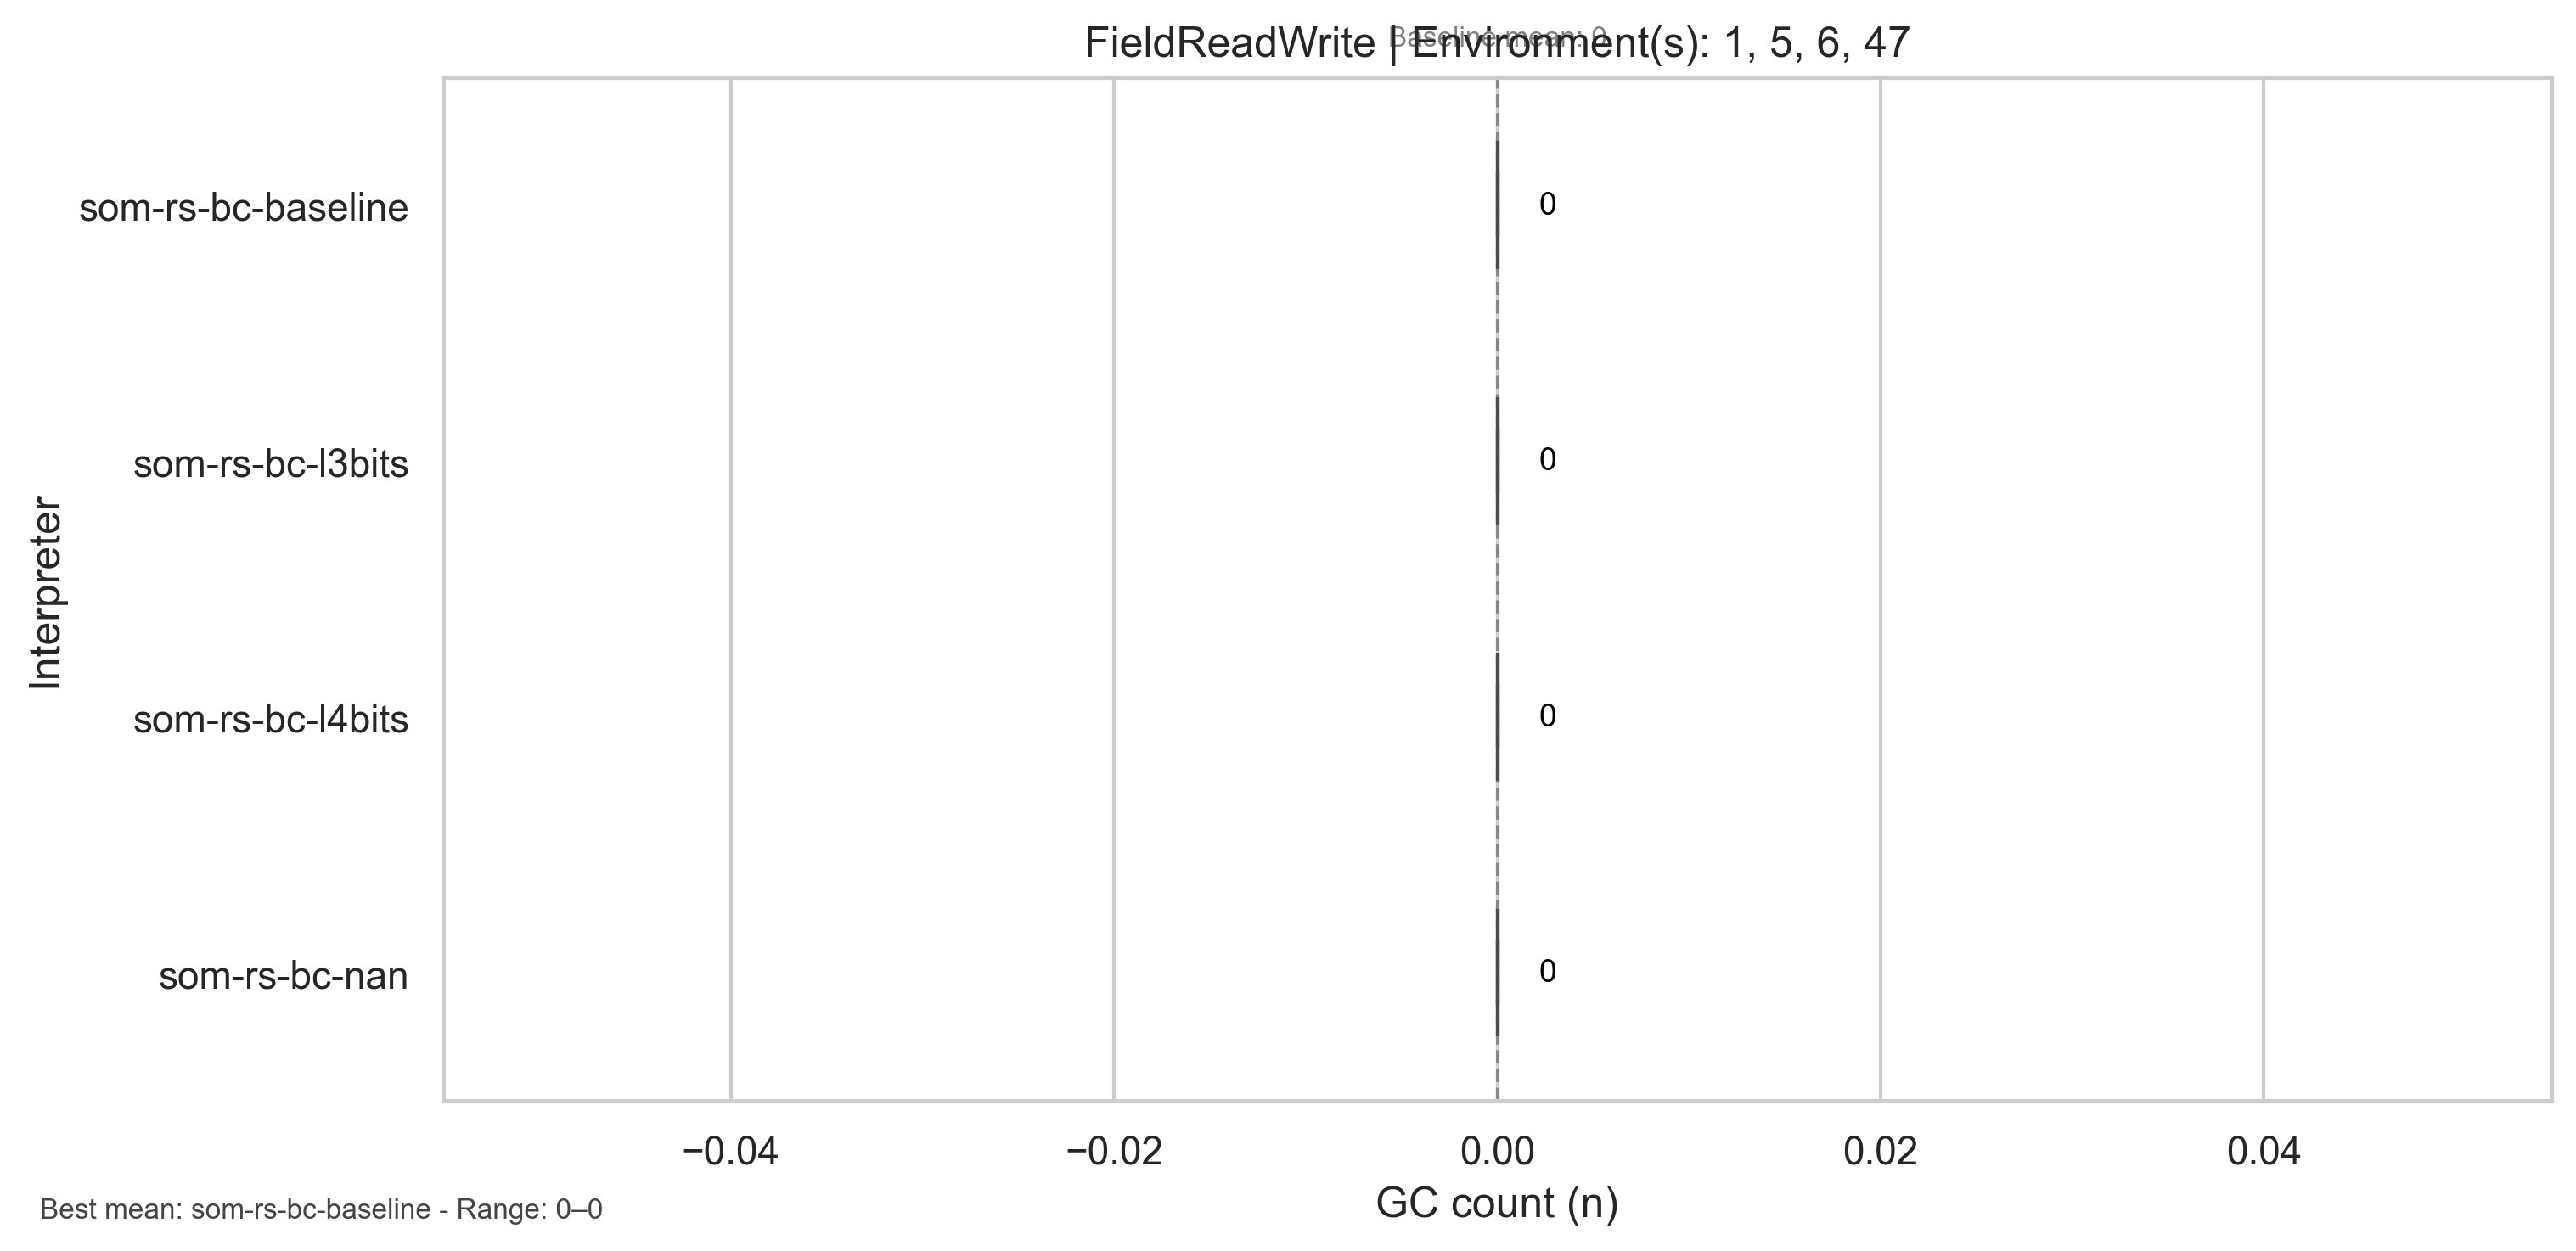 FieldReadWrite | Environment(s): 1, 5, 6, 47
Baseline mean: 0
som-rs-bc-baseline
0
som-rs-bc-l3bits
0
som-rs-bc-l4bits
0
som-rs-bc-nan
0
Interpreter
−0.04
−0.02
0.00
0.02
0.04
GC count (n)
Best mean: som-rs-bc-baseline - Range: 0–0